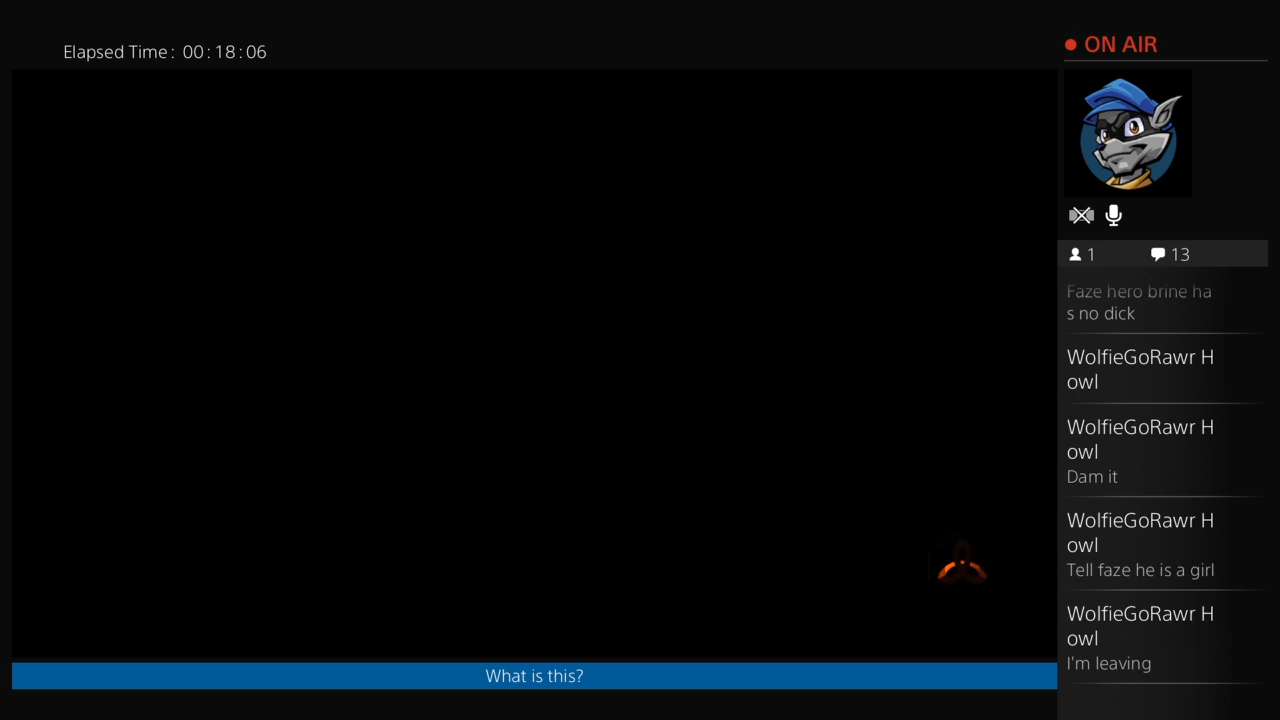 Elapsed Time: 00:18:06
ON AIR
1
13
Faze hero brine ha
s no dick
WolfieGoRawr H
owl
WolfieGoRawr H
owl
Dam it
WolfieGoRawr H
owl
Tell faze he is a girl
WolfieGoRawr H
owl
I'm leaving
What is this?